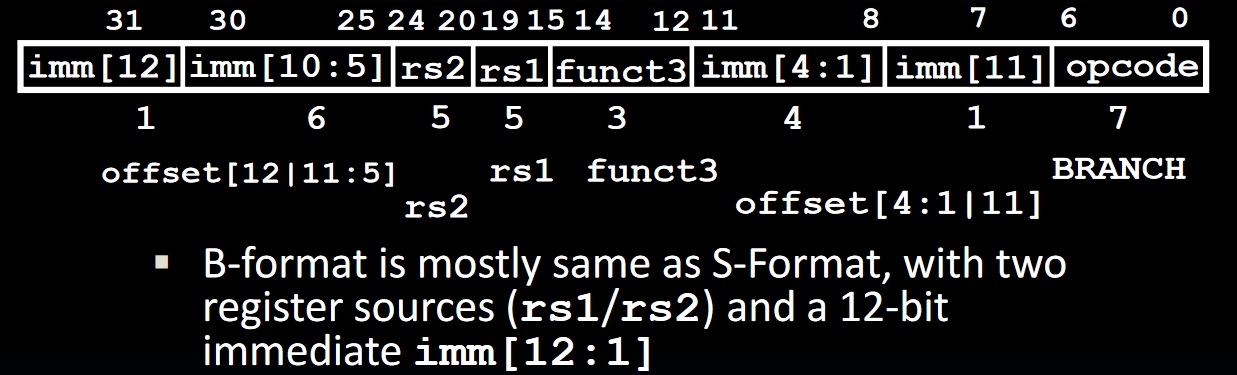 31 30 25 24 20 19 15 14 12 11 8 7 6 0
imm[12] imm[10:5] rs2 rs1 funct3 imm[4:1] imm[11] opcode
1 6 5 5 3 4 1 7
offset[12|11:5] rs2 rs1 funct3 offset[4:1|11] BRANCH
▪ B-format is mostly same as S-Format, with two
register sources (rs1/rs2) and a 12-bit
immediate imm[12:1]